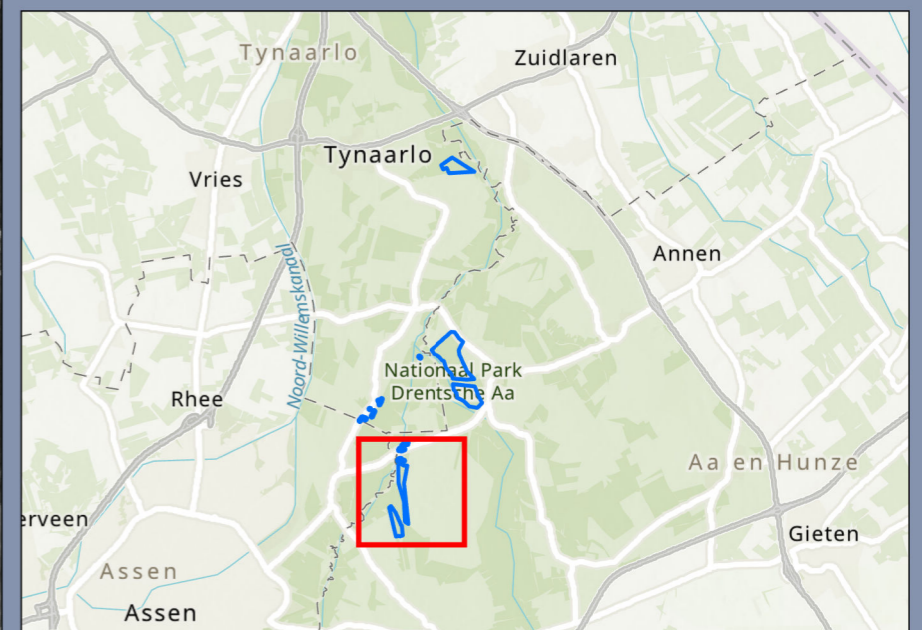 Tynaarlo
Zuidlaren
Tynaarlo
Vries
Annen
Noord-Willemskanaal
Nationaal Park
Drentsche Aa
Rhee
Aa en Hunze
erveen
Gieten
Assen
Assen